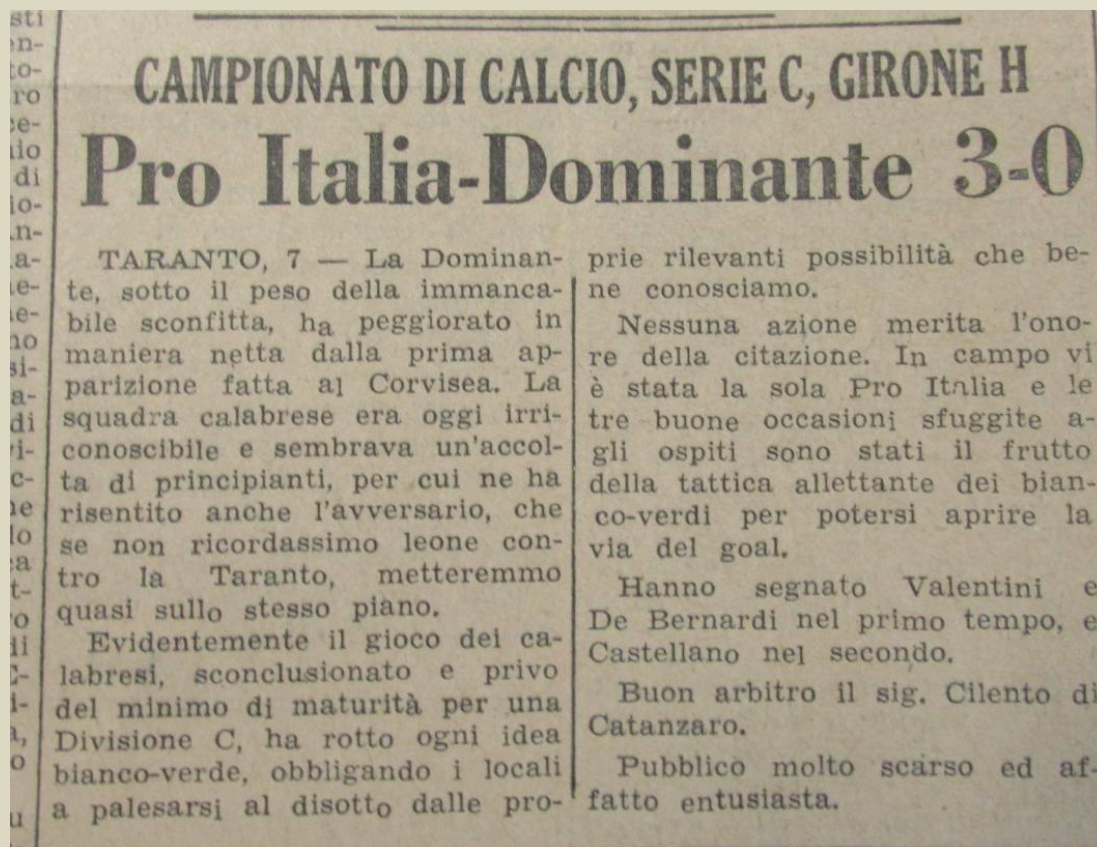 CAMPIONATO DI CALCIO, SERIE C, GIRONE H
Pro Italia-Dominante 3-0
TARANTO, 7 — La Dominan-
te, sotto il peso della immanca-
bile sconfitta, ha peggiorato in
maniera netta dalla prima ap-
parizione fatta al Corvisea. La
squadra calabrese era oggi irri-
conoscibile e sembrava un'accol-
ta di principianti, per cui ne ha
risentito anche l'avversario, che
se non ricordassimo leone con-
tro la Taranto, metteremmo
quasi sullo stesso piano.
Evidentemente il gioco dei ca-
labresi, sconclusionato e privo
del minimo di maturità per una
Divisione C, ha rotto ogni idea
bianco-verde, obbligando i locali
a palesarsi al disotto dalle pro-
prie rilevanti possibilità che be-
ne conosciamo.
Nessuna azione merita l'ono-
re della citazione. In campo vi
è stata la sola Pro Italia e le
tre buone occasioni sfuggite a-
gli ospiti sono stati il frutto
della tattica allettante dei bian-
co-verdi per potersi aprire la
via del goal.
Hanno segnato Valentini e
De Bernardi nel primo tempo, e
Castellano nel secondo.
Buon arbitro il sig. Cilento di
Catanzaro.
Pubblico molto scarso ed af-
fatto entusiasta.